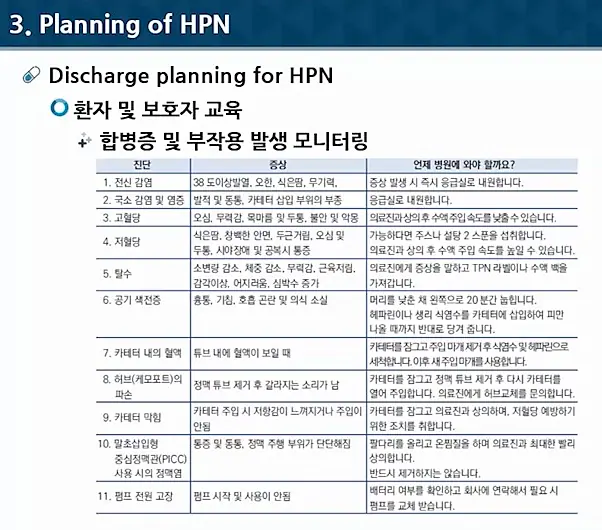 3. Planning of HPN
Discharge planning for HPN
환자 및 보호자 교육
합병증 및 부작용 발생 모니터링
진단 증상 언제 병원에 와야 할까요?
1. 전신 감염 38 도이상발열, 오한, 식은땀, 무기력, 증상 발생 시 즉시 응급실로 내원합니다.
2. 국소 감염 및 염증 발적 및 통증, 카테터 삽입 부위의 부종 응급실로 내원합니다.
3. 고혈당 오심, 무력감, 목마름 및 두통, 불안 및 악몽 의료진과상의 후 수액 주입 속도를 낮출 수 있습니다.
4. 저혈당 식은땀, 창백한 안면, 두근거림, 오심 및 가능하다면 주스나 설당 2 스푼을 섭취합니다.
두통, 시야장애 및 공복시 통증 의료진과 상의 후 수액 주입 속도를 높일 수 있습니다.
5. 탈수 소변량 감소, 체중 감소, 무력감, 근육저림, 의료진에게 증상을 말하고 TPN 라벨이나 수액 백을
감각이상, 어지러움, 심박수 증가 가져갑니다.
6. 공기 색전증 흉통, 기침, 호흡 곤란 및 의식 소실 머리를 낮춘 채 왼쪽으로 20분간 눕힙니다.
헤파린이나 생리 식염수를 카테터에 삽입하여 피만
나올 때까지 반대로 당겨 줍니다.
7. 카테터 내의 혈액 튜브 내에 혈액이 보일 때 카테터를 잠그고 주입 마개 제거 후 식염수 및 헤파린으로
세척합니다. 이후 새 주입 마개를 사용합니다.
8. 허브(케모포트)의 정맥 튜브 제거 후 갈라지는 소리가 남 카테터를 잠그고 정맥 튜브 제거 후 다시 카테터를
파손 열어 주입합니다. 의료진에게 허브교체를 문의합니다.
9. 카테터 막힘 카테터 주입 시 저항감이 느껴지거나 주입이 카테터를 잠그고 의료진과 상의하며, 저혈당 예방하기
안됨 위한 조치를 취합니다.
10. 말초삽입형 통증 및 통증, 정맥 주행 부위가 단단해짐 팔다리를 올리고 온찜질을 하며 의료진과 최대한 빨리
중심정맥관(PICC) 상의합니다.
사용 시의 정맥염 반드시 제거하지는 않습니다.
11. 펌프 전원 고장 펌프 시작 및 사용이 안됨 배터리 여부를 확인하고 회사에 연락해서 필요 시
펌프를 교체 받습니다.